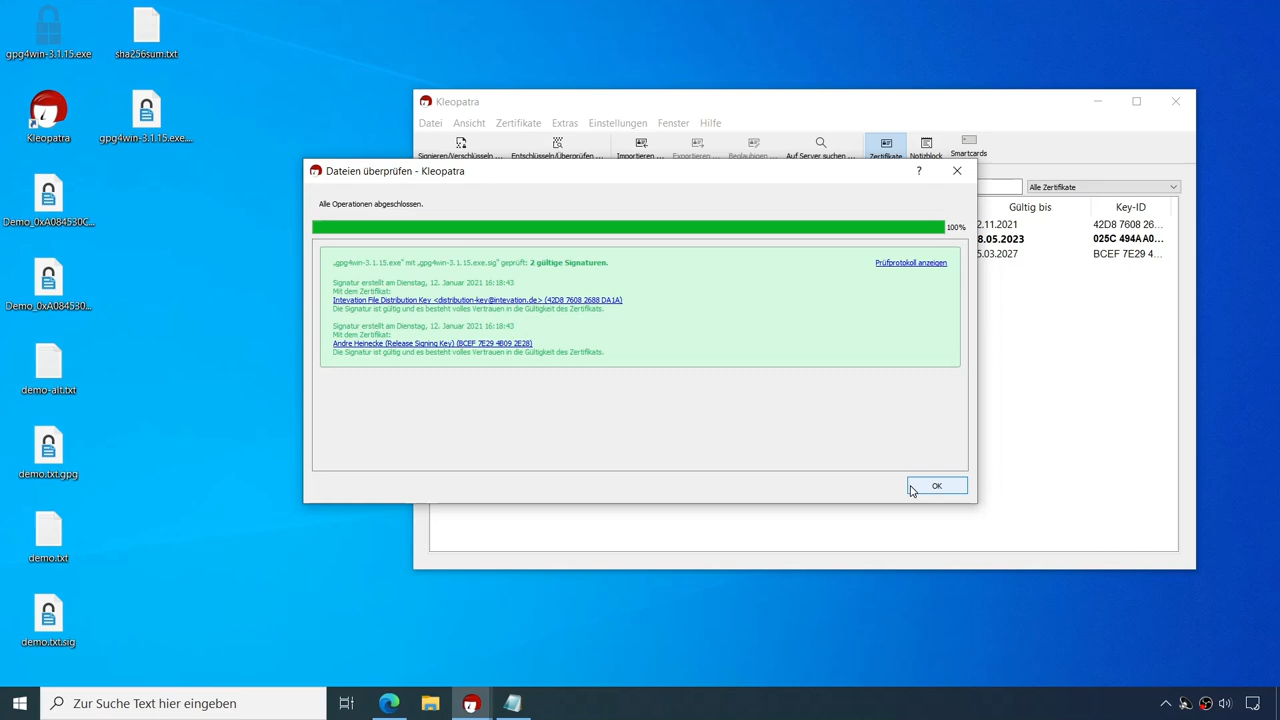 gpg4win-3.1.15.exe
sha256sum.txt
Kleopatra
gpg4win-3.1.15.exe....
Demo_0xA084530C...
Demo_0xA084530...
demo-alt.txt
demo.txt.gpg
demo.txt
demo.txt.sig
Kleopatra
Datei Ansicht Zertifikate Extras Einstellungen Fenster Hilfe
Signieren/Verschlüsseln ... Entschlüsseln/Überprüfen ... Importieren ... Exportieren ... Beglaubigen ... Auf Server suchen ... Zertifikate Notizblock Smartcards
Alle Zertifikate
Gültig bis Key-ID
2.11.2021 42D8 7608 26...
8.05.2023 025C 494A A0...
5.03.2027 BCEF 7E29 4...
Dateien überprüfen - Kleopatra
Alle Operationen abgeschlossen.
100%
„gpg4win-3.1.15.exe“ mit „gpg4win-3.1.15.exe.sig“ geprüft: 2 gültige Signaturen.
Prüfprotokoll anzeigen
Signatur erstellt am Dienstag, 12. Januar 2021 16:18:43
Mit dem Zertifikat:
Intevation File Distribution Key <distribution-key@intevation.de> (42D8 7608 2688 DA1A)
Die Signatur ist gültig und es besteht volles Vertrauen in die Gültigkeit des Zertifikats.
Signatur erstellt am Dienstag, 12. Januar 2021 16:18:43
Mit dem Zertifikat:
Andre Heinecke (Release Signing Key) (BCEF 7E29 4B09 2E28)
Die Signatur ist gültig und es besteht volles Vertrauen in die Gültigkeit des Zertifikats.
OK
Zur Suche Text hier eingeben